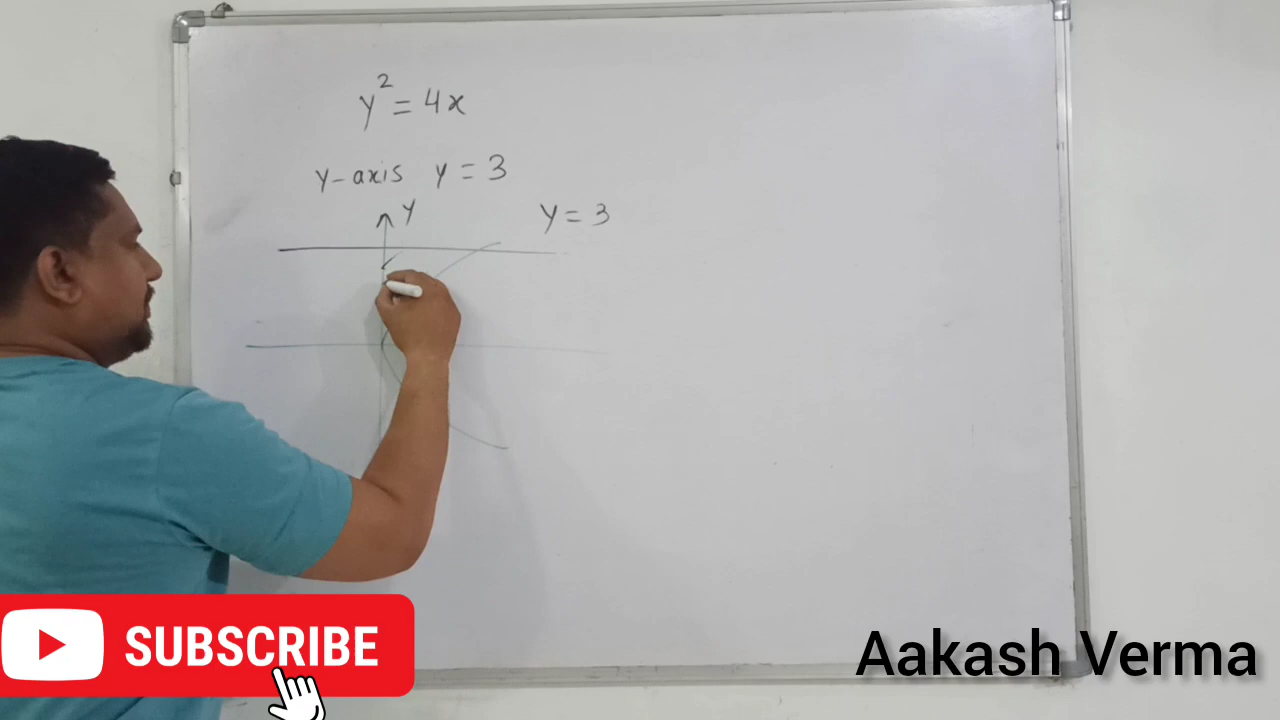 y² = 4x
y-axis y = 3
y
y = 3
SUBSCRIBE
Aakash Verma